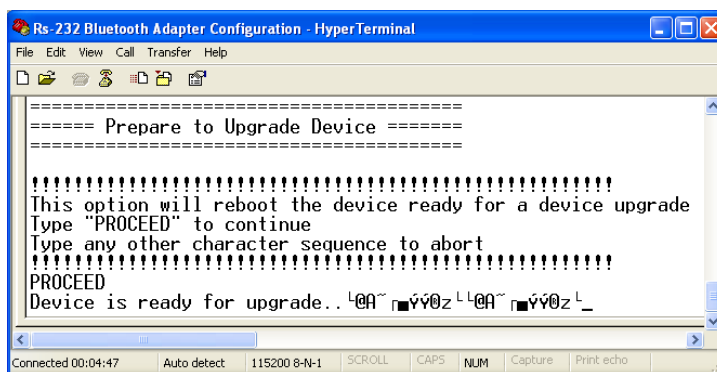 Rs-232 Bluetooth Adapter Configuration - HyperTerminal
File Edit View Call Transfer Help
========================================
====== Prepare to Upgrade Device =======
========================================
!!!!!!!!!!!!!!!!!!!!!!!!!!!!!!!!!!!!!!!!!!!!!!!!!!!!!!
This option will reboot the device ready for a device upgrade
Type "PROCEED" to continue
Type any other character sequence to abort
!!!!!!!!!!!!!!!!!!!!!!!!!!!!!!!!!!!!!!!!!!!!!!!!!!!!!!
PROCEED
Device is ready for upgrade..└@A˜┌■ýý®z└└@A˜┌■ýý®z└_
Connected 00:04:47 Auto detect 115200 8-N-1 SCROLL CAPS NUM Capture Print echo